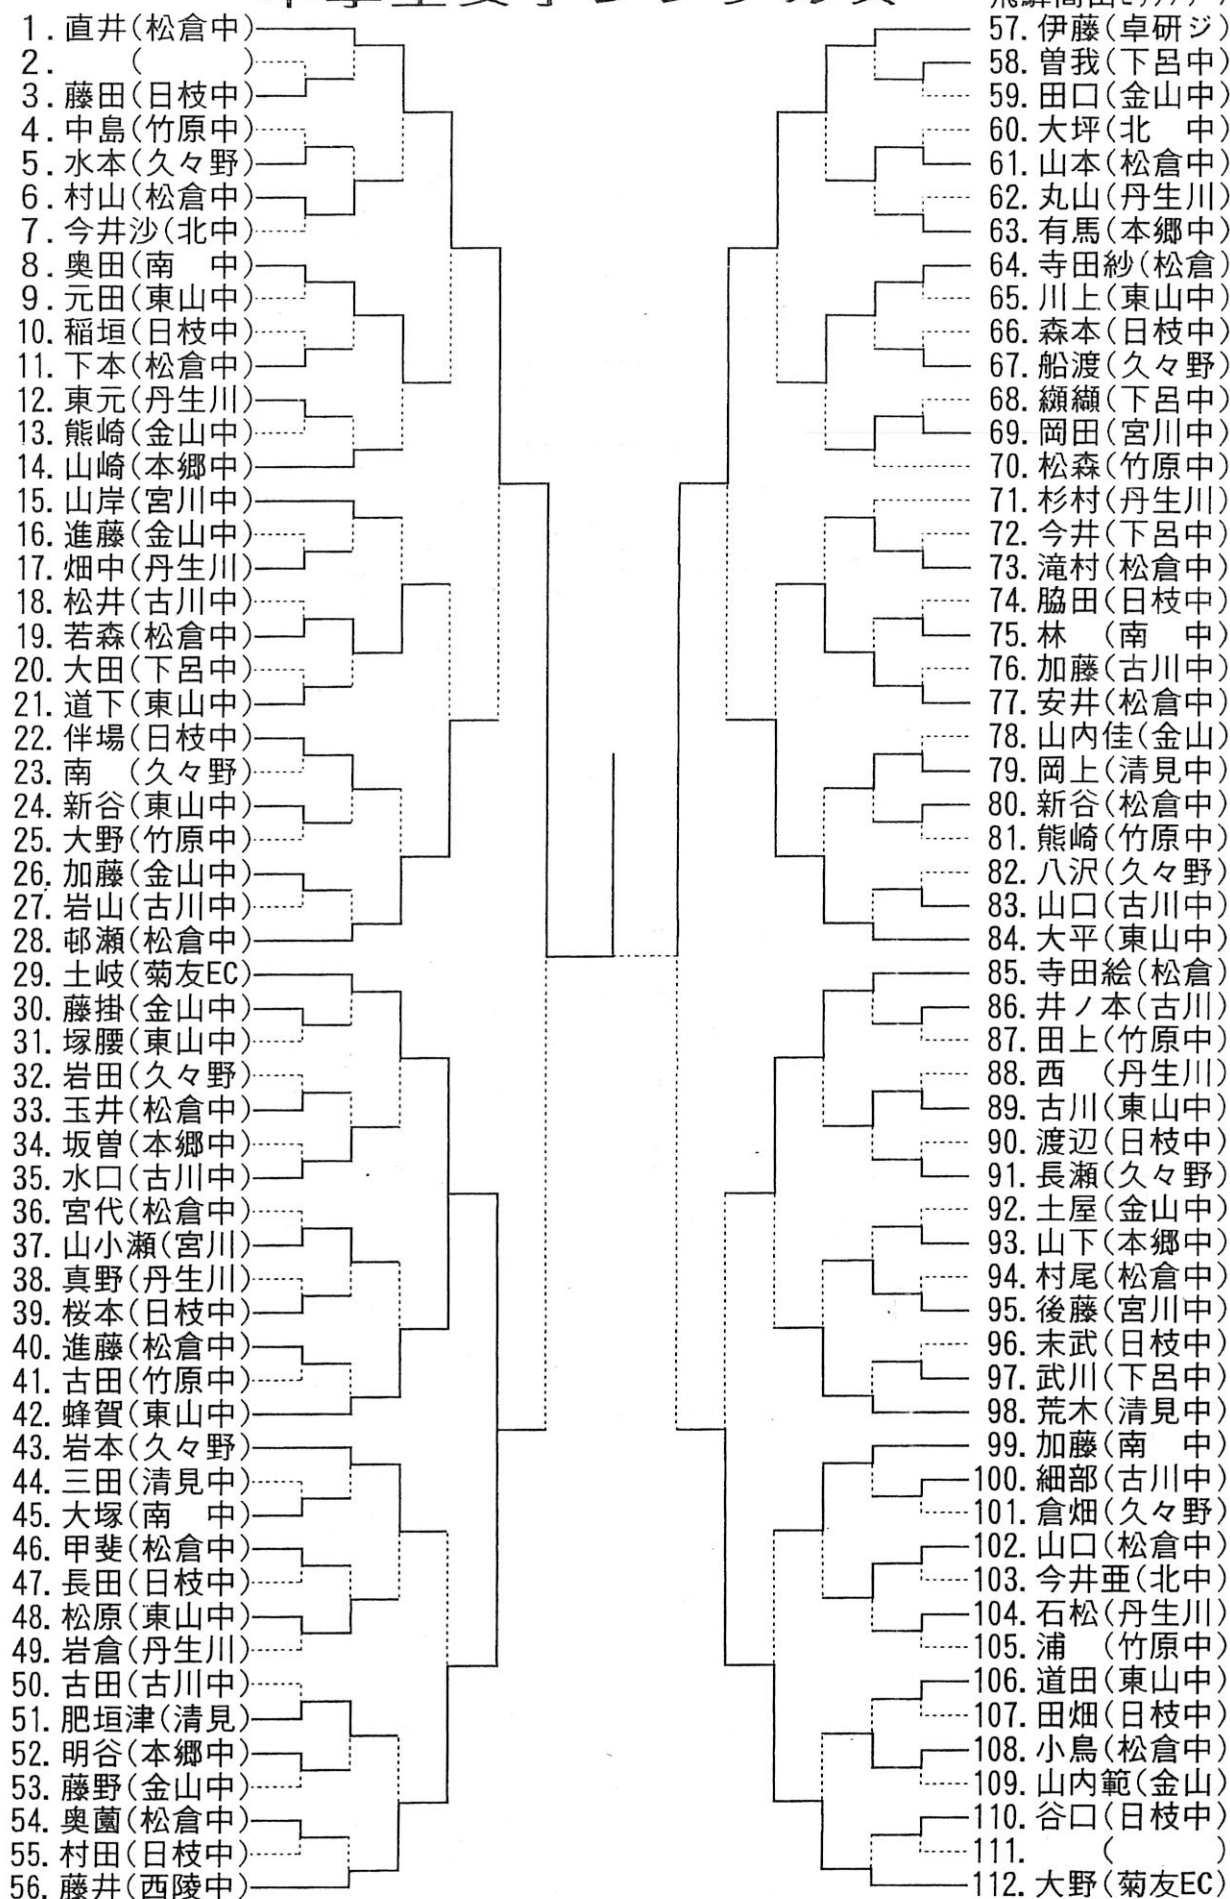 1. 直井(松倉中)
2. (　　　)
3. 藤田(日枝中)
4. 中島(竹原中)
5. 水本(久々野)
6. 村山(松倉中)
7. 今井沙(北中)
8. 奥田(南　中)
9. 元田(東山中)
10. 稲垣(日枝中)
11. 下本(松倉中)
12. 東元(丹生川)
13. 熊崎(金山中)
14. 山崎(本郷中)
15. 山岸(宮川中)
16. 進藤(金山中)
17. 畑中(丹生川)
18. 松井(古川中)
19. 若森(松倉中)
20. 大田(下呂中)
21. 道下(東山中)
22. 伴場(日枝中)
23. 南　(久々野)
24. 新谷(東山中)
25. 大野(竹原中)
26. 加藤(金山中)
27. 岩山(古川中)
28. 邨瀬(松倉中)
29. 土岐(菊友EC)
30. 藤掛(金山中)
31. 塚腰(東山中)
32. 岩田(久々野)
33. 玉井(松倉中)
34. 坂曽(本郷中)
35. 水口(古川中)
36. 宮代(松倉中)
37. 山小瀬(宮川)
38. 真野(丹生川)
39. 桜本(日枝中)
40. 進藤(松倉中)
41. 古田(竹原中)
42. 蜂賀(東山中)
43. 岩本(久々野)
44. 三田(清見中)
45. 大塚(南　中)
46. 甲斐(松倉中)
47. 長田(日枝中)
48. 松原(東山中)
49. 岩倉(丹生川)
50. 古田(古川中)
51. 肥垣津(清見)
52. 明谷(本郷中)
53. 藤野(金山中)
54. 奥薗(松倉中)
55. 村田(日枝中)
56. 藤井(西陵中)
57. 伊藤(卓研ジ)
58. 曽我(下呂中)
59. 田口(金山中)
60. 大坪(北　中)
61. 山本(松倉中)
62. 丸山(丹生川)
63. 有馬(本郷中)
64. 寺田紗(松倉)
65. 川上(東山中)
66. 森本(日枝中)
67. 船渡(久々野)
68. 纐纈(下呂中)
69. 岡田(宮川中)
70. 松森(竹原中)
71. 杉村(丹生川)
72. 今井(下呂中)
73. 滝村(松倉中)
74. 脇田(日枝中)
75. 林　(南　中)
76. 加藤(古川中)
77. 安井(松倉中)
78. 山内佳(金山)
79. 岡上(清見中)
80. 新谷(松倉中)
81. 熊崎(竹原中)
82. 八沢(久々野)
83. 山口(古川中)
84. 大平(東山中)
85. 寺田絵(松倉)
86. 井ノ本(古川)
87. 田上(竹原中)
88. 西　(丹生川)
89. 古川(東山中)
90. 渡辺(日枝中)
91. 長瀬(久々野)
92. 土屋(金山中)
93. 山下(本郷中)
94. 村尾(松倉中)
95. 後藤(宮川中)
96. 末武(日枝中)
97. 武川(下呂中)
98. 荒木(清見中)
99. 加藤(南　中)
100. 細部(古川中)
101. 倉畑(久々野)
102. 山口(松倉中)
103. 今井亜(北中)
104. 石松(丹生川)
105. 浦　(竹原中)
106. 道田(東山中)
107. 田畑(日枝中)
108. 小鳥(松倉中)
109. 山内範(金山)
110. 谷口(日枝中)
111. (　　　)
112. 大野(菊友EC)